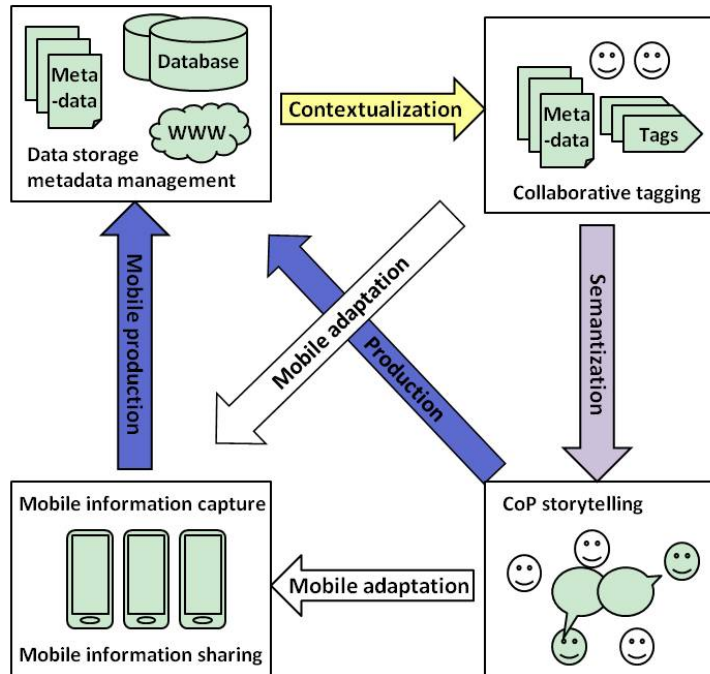 Meta
-data
Database
WWW
Data storage
metadata management
Contextualization
Meta
-data
Tags
Collaborative tagging
Mobile production
Mobile adaptation
Production
Semantization
Mobile information capture
Mobile information sharing
Mobile adaptation
CoP storytelling